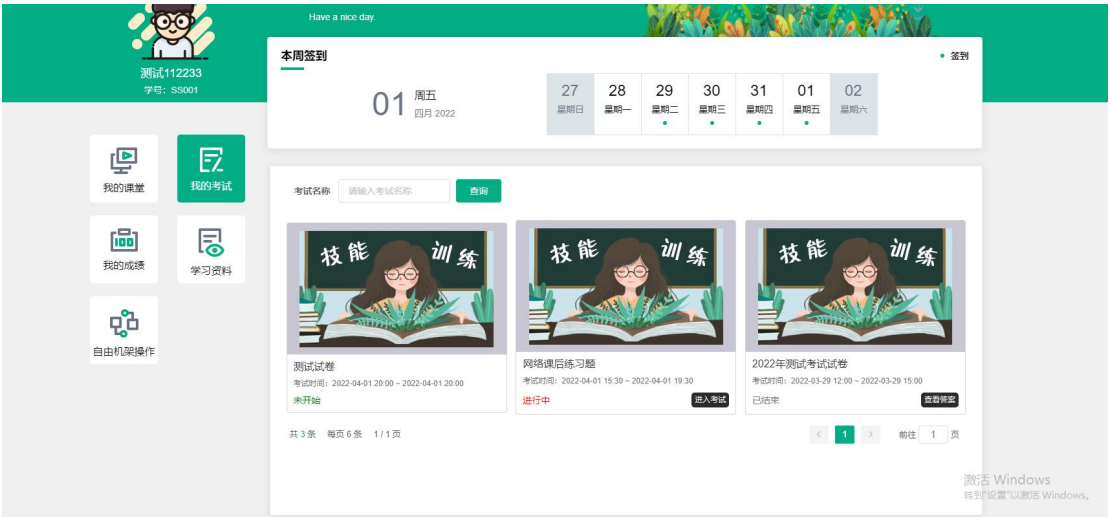 Have a nice day.
测试112233
学号：SS001
本周签到
签到
01 周五
四月 2022
27 28 29 30 31 01 02
星期日 星期一 星期二 星期三 星期四 星期五 星期六
我的课堂
我的考试
我的成绩
学习资料
自由机架操作
考试名称 请输入考试名称 查询
技能 训练
技能 训练
技能 训练
测试试卷
考试时间：2022-04-01 20:00 ~ 2022-04-01 20:00
未开始
网络课后练习题
考试时间：2022-04-01 15:30 ~ 2022-04-01 19:30
进行中 进入考试
2022年测试考试试卷
考试时间：2022-03-29 12:00 ~ 2022-03-29 15:00
已结束 查看答案
共 3 条 每页 6 条 1 / 1 页
< 1 > 前往 1 页
激活 Windows
转到"设置"以激活 Windows。